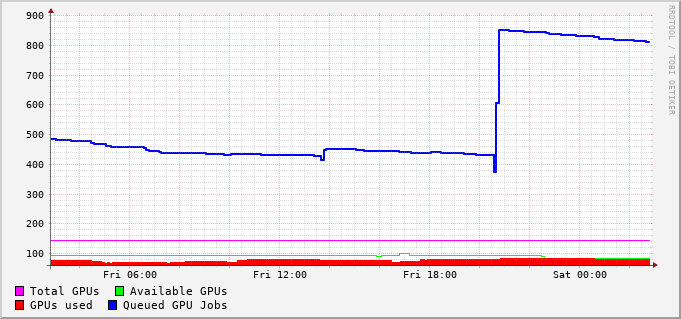 900
800
700
600
500
400
300
200
100
Fri 06:00 Fri 12:00 Fri 18:00 Sat 00:00
Total GPUs Available GPUs
GPUs used Queued GPU Jobs
RRDTOOL / TOBI OETIKER